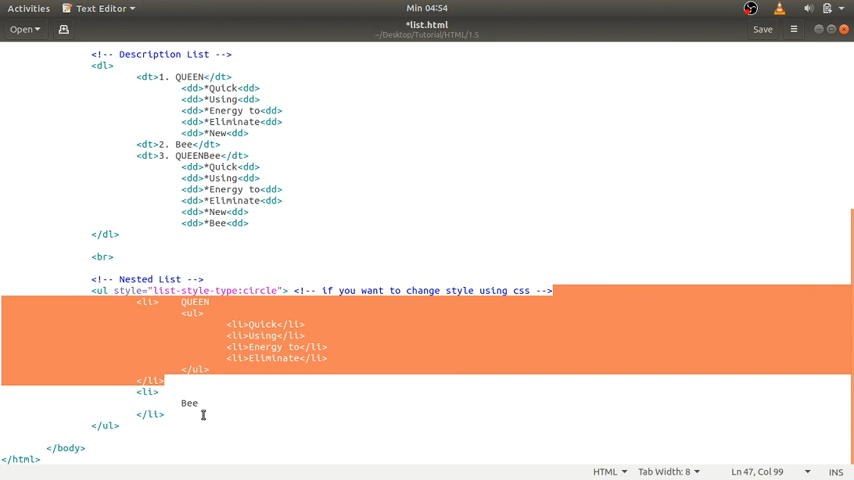 Activities Text Editor Min 04:54
Open *list.html Save
~/Desktop/Tutorial/HTML/1.5
<!-- Description List -->
<dl>
<dt>1. QUEEN</dt>
<dd>*Quick<dd>
<dd>*Using<dd>
<dd>*Energy to<dd>
<dd>*Eliminate<dd>
<dd>*New<dd>
<dt>2. Bee</dt>
<dt>3. QUEENBee</dt>
<dd>*Quick<dd>
<dd>*Using<dd>
<dd>*Energy to<dd>
<dd>*Eliminate<dd>
<dd>*New<dd>
<dd>*Bee<dd>
</dl>
<br>
<!-- Nested List -->
<ul style="list-style-type:circle"> <!-- if you want to change style using css -->
<li> QUEEN
<ul>
<li>Quick</li>
<li>Using</li>
<li>Energy to</li>
<li>Eliminate</li>
</ul>
</li>
<li>
Bee
</li>
</ul>
</body>
</html>
HTML Tab Width: 8 Ln 47, Col 99 INS